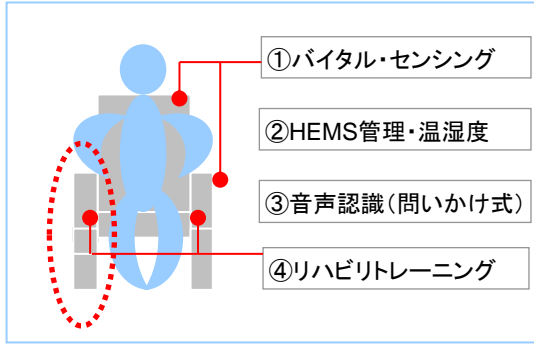 ①バイタル・センシング
②HEMS管理・温湿度
③音声認識(問いかけ式)
④リハビリトレーニング